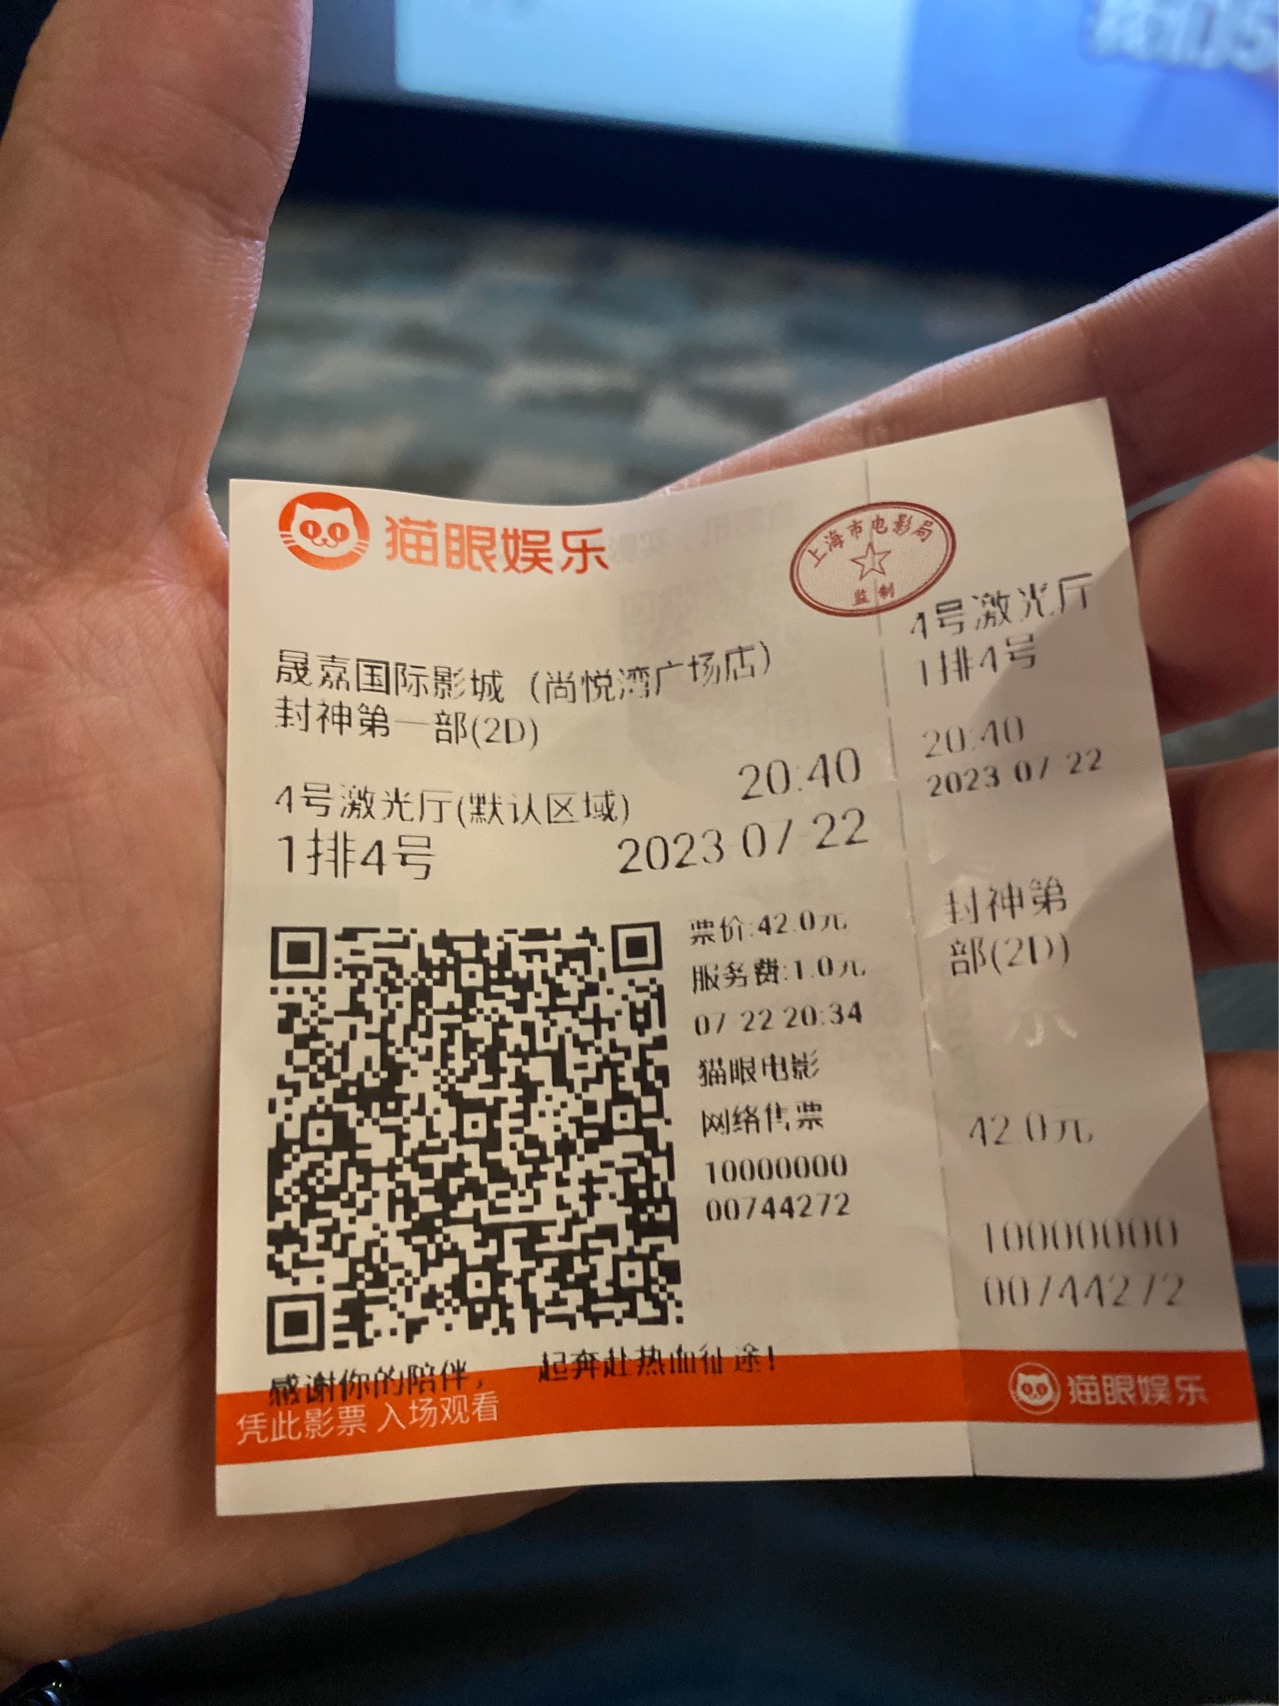 猫眼娱乐
上海市电影局
监制
晟嘉国际影城（尚悦湾广场店）
封神第一部(2D)
20:40
4号激光厅(默认区域)
1排4号
2023-07-22
票价:42.0元
服务费:1.0元
07-22 20:34
猫眼电影
网络售票
10000000
00744272
感谢你的陪伴，一起奔赴热血征途！
凭此影票 入场观看
4号激光厅
1排4号
20:40
2023-07-22
封神第一
部(2D)
42.0元
10000000
00744272
猫眼娱乐